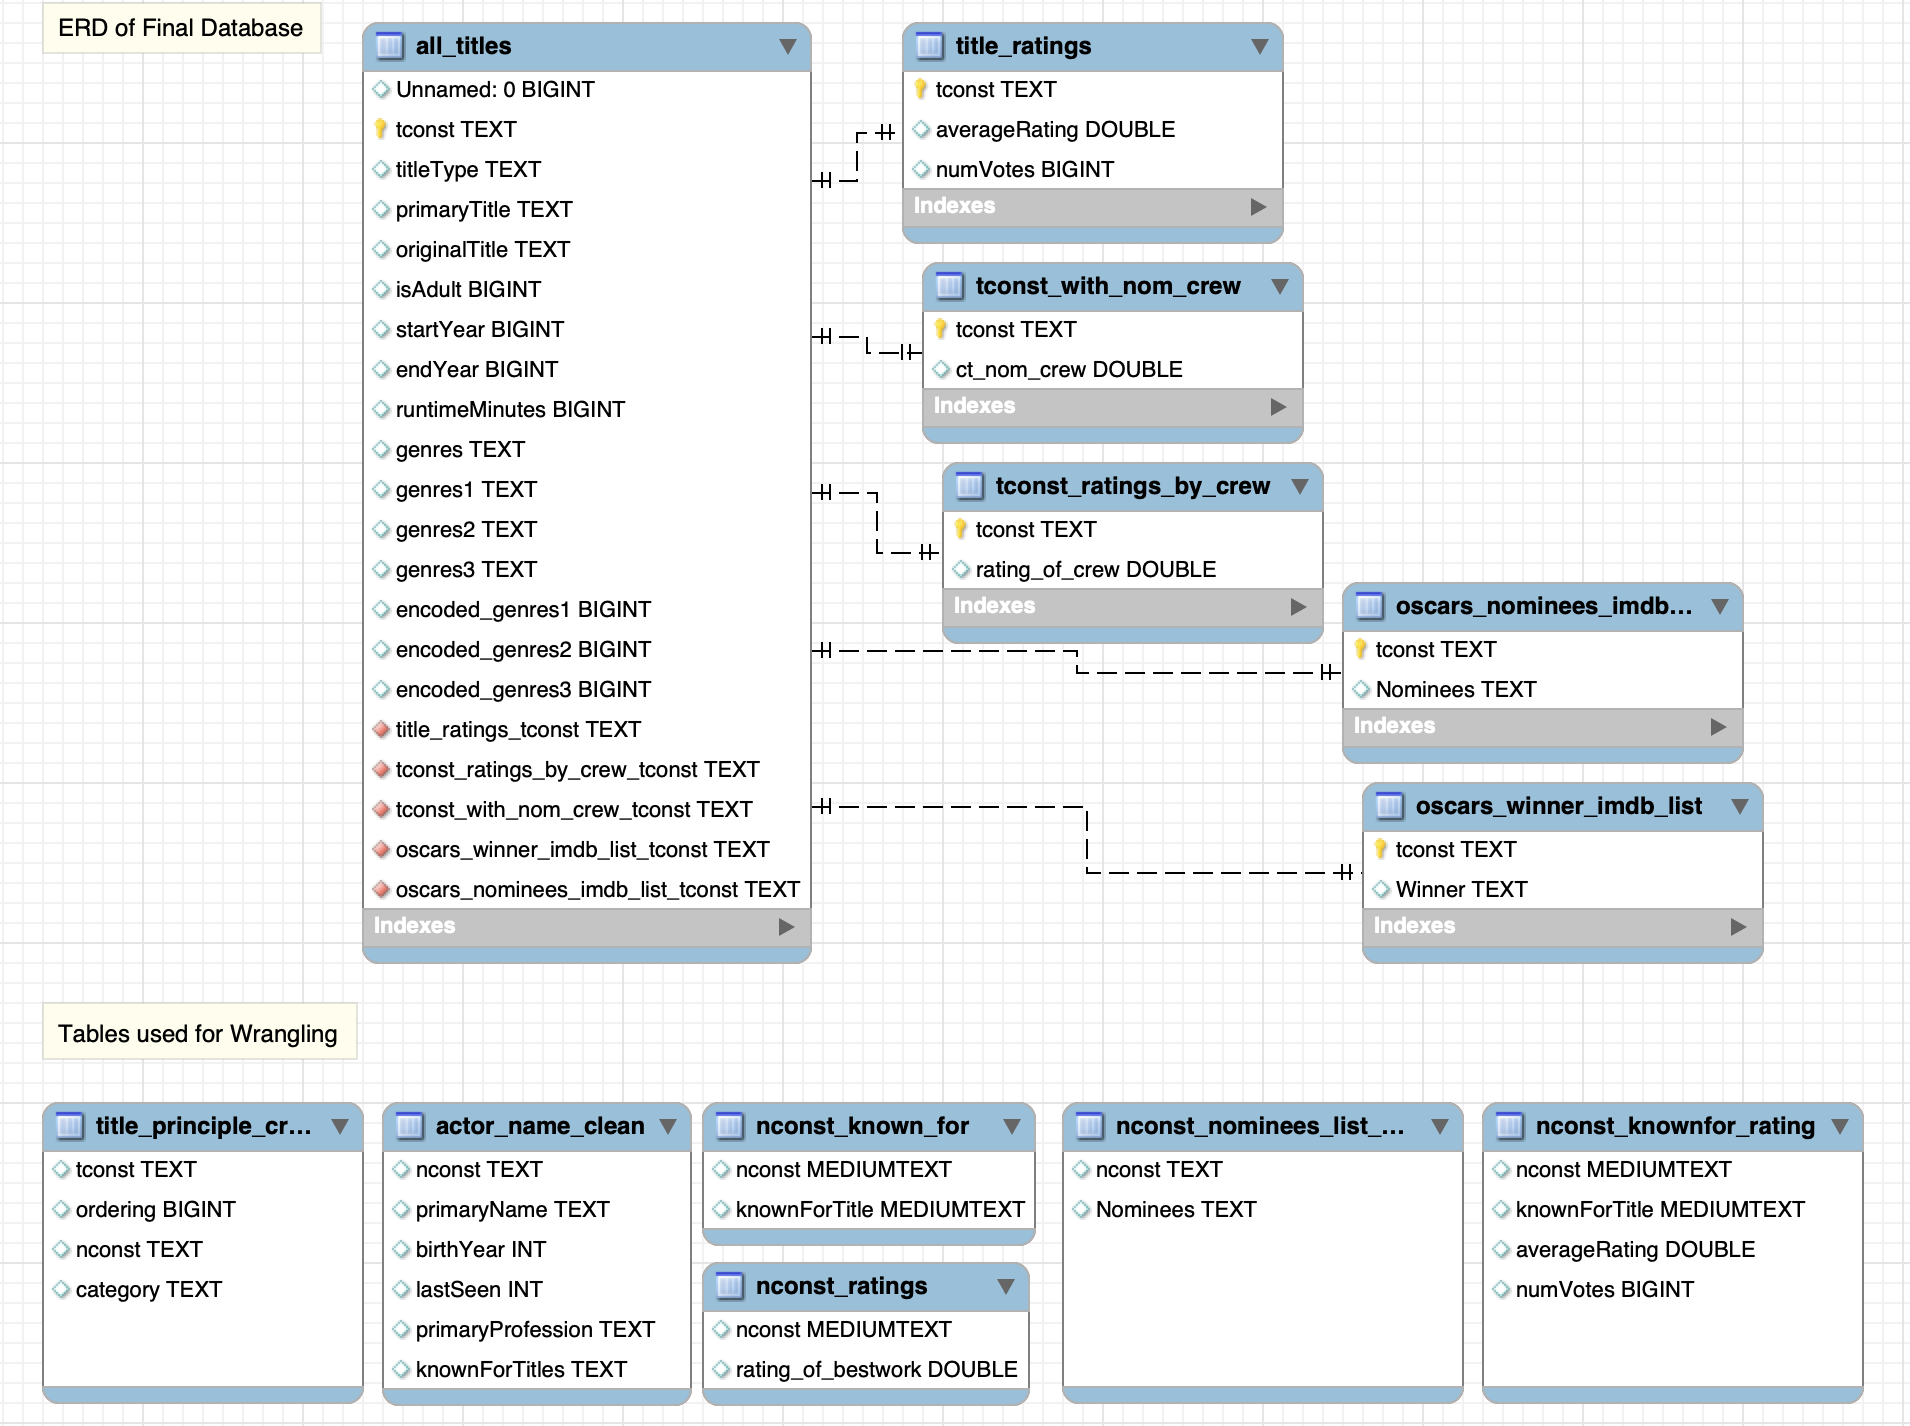 ERD of Final Database
all_titles
Unnamed: 0 BIGINT
tconst TEXT
titleType TEXT
primaryTitle TEXT
originalTitle TEXT
isAdult BIGINT
startYear BIGINT
endYear BIGINT
runtimeMinutes BIGINT
genres TEXT
genres1 TEXT
genres2 TEXT
genres3 TEXT
encoded_genres1 BIGINT
encoded_genres2 BIGINT
encoded_genres3 BIGINT
title_ratings_tconst TEXT
tconst_ratings_by_crew_tconst TEXT
tconst_with_nom_crew_tconst TEXT
oscars_winner_imdb_list_tconst TEXT
oscars_nominees_imdb_list_tconst TEXT
Indexes
title_ratings
tconst TEXT
averageRating DOUBLE
numVotes BIGINT
Indexes
tconst_with_nom_crew
tconst TEXT
ct_nom_crew DOUBLE
Indexes
tconst_ratings_by_crew
tconst TEXT
rating_of_crew DOUBLE
Indexes
oscars_nominees_imdb...
tconst TEXT
Nominees TEXT
Indexes
oscars_winner_imdb_list
tconst TEXT
Winner TEXT
Indexes
Tables used for Wrangling
title_principle_cr...
tconst TEXT
ordering BIGINT
nconst TEXT
category TEXT
actor_name_clean
nconst TEXT
primaryName TEXT
birthYear INT
lastSeen INT
primaryProfession TEXT
knownForTitles TEXT
nconst_known_for
nconst MEDIUMTEXT
knownForTitle MEDIUMTEXT
nconst_ratings
nconst MEDIUMTEXT
rating_of_bestwork DOUBLE
nconst_nominees_list_...
nconst TEXT
Nominees TEXT
nconst_knownfor_rating
nconst MEDIUMTEXT
knownForTitle MEDIUMTEXT
averageRating DOUBLE
numVotes BIGINT